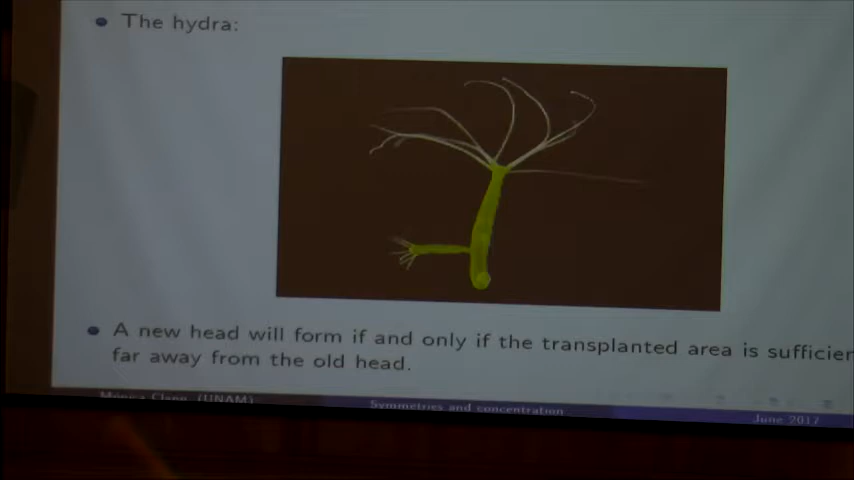 The hydra:
A new head will form if and only if the transplanted area is
far away from the old head.
(UNAM)
Symmetries and concentration
June 2017